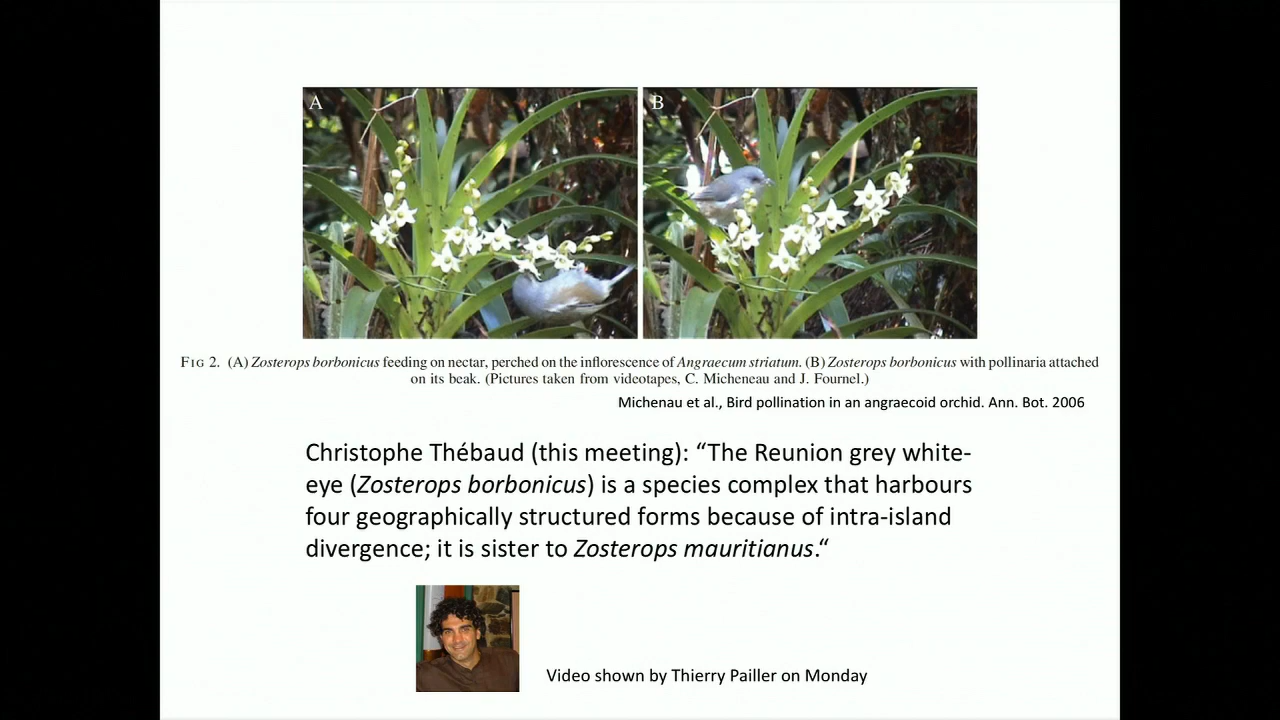 A
B
FIG 2. (A) Zosterops borbonicus feeding on nectar, perched on the inflorescence of Angraecum striatum. (B) Zosterops borbonicus with pollinaria attached
on its beak. (Pictures taken from videotapes, C. Micheneau and J. Fournel.)
Michenau et al., Bird pollination in an angraecoid orchid. Ann. Bot. 2006
Christophe Thébaud (this meeting): “The Reunion grey white-
eye (Zosterops borbonicus) is a species complex that harbours
four geographically structured forms because of intra-island
divergence; it is sister to Zosterops mauritianus.“
Video shown by Thierry Pailler on Monday